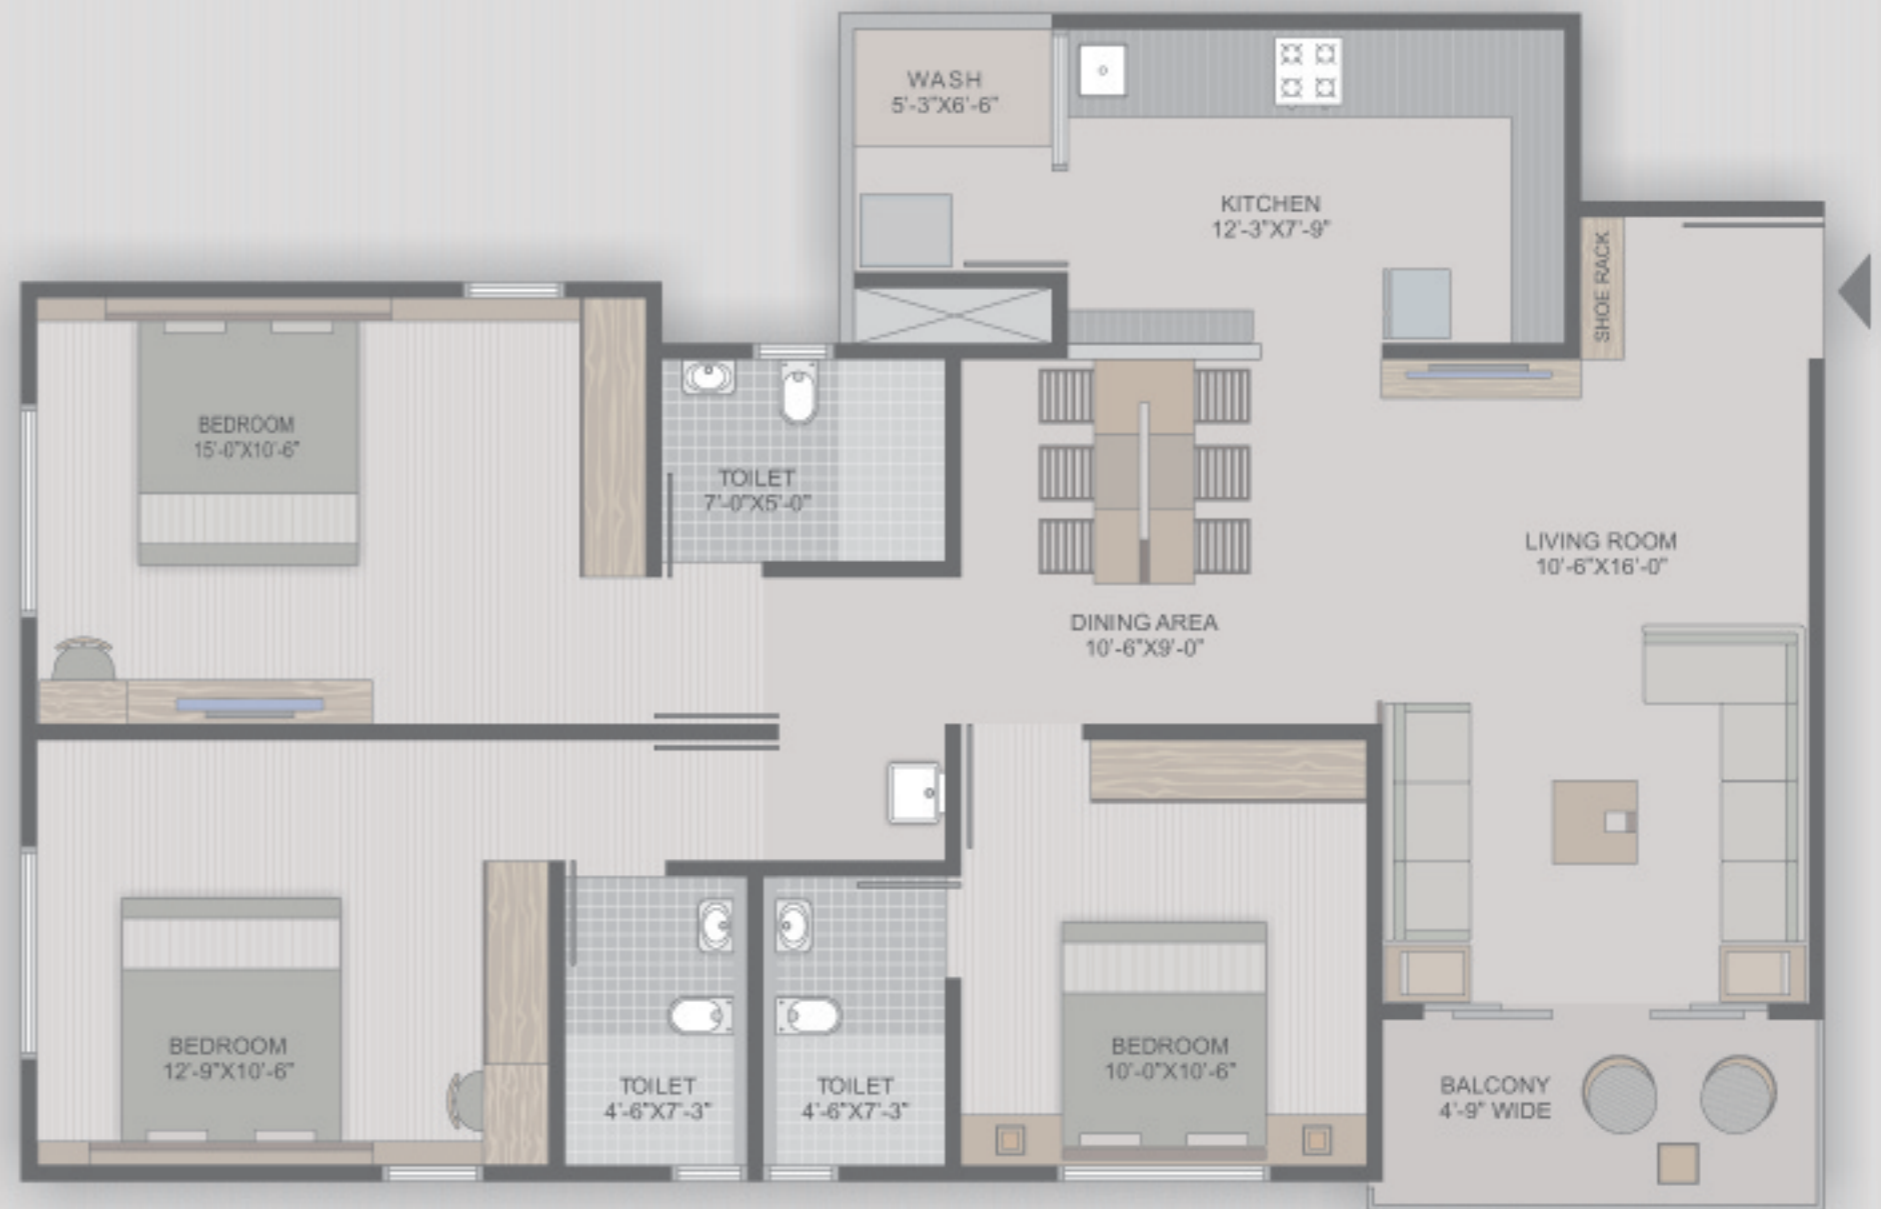 WASH
5'-3"X6'-6"
KITCHEN
12'-3"X7'-9"
SHOE RACK
BEDROOM
15'-0"X10'-6"
TOILET
7'-0"X5'-0"
LIVING ROOM
10'-6"X16'-0"
DINING AREA
10'-6"X9'-0"
BEDROOM
12'-9"X10'-6"
TOILET
4'-6"X7'-3"
TOILET
4'-6"X7'-3"
BEDROOM
10'-0"X10'-6"
BALCONY
4'-9" WIDE